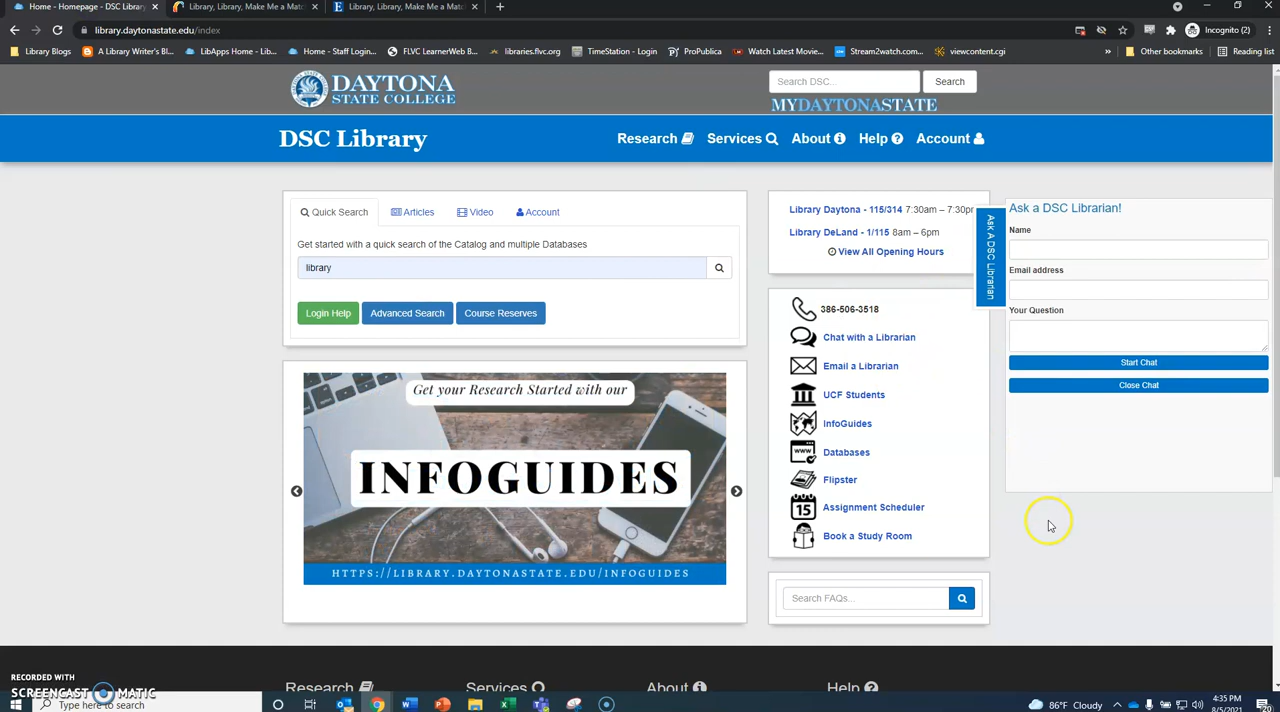 Home - Homepage - DSC Library
Library, Library, Make Me a Mat
Library, Library, Make Me a Mat
library.daytonastate.edu/index
Incognito (2)
Library Blogs
A Library Writer's Bl...
LibApps Home - Lib...
Home - Staff Login...
FLVC LearnerWeb B...
libraries.flvc.org
TimeStation - Login
ProPublica
Watch Latest Movie...
Stream2watch.com...
viewcontent.cgi
Other bookmarks
Reading list
DAYTONA
STATE COLLEGE
Search DSC...
Search
MYDAYTONASTATE
DSC Library
Research
Services
About
Help
Account
Quick Search
Articles
Video
Account
Get started with a quick search of the Catalog and multiple Databases
library
Login Help
Advanced Search
Course Reserves
Get your Research Started with our
INFOGUIDES
HTTPS://LIBRARY.DAYTONASTATE.EDU/INFOGUIDES
Library Daytona - 115/314 7:30am – 7:30pm
Library DeLand - 1/115 8am – 6pm
View All Opening Hours
386-506-3518
Chat with a Librarian
Email a Librarian
UCF Students
InfoGuides
WWW
Databases
Flipster
15
Assignment Scheduler
Book a Study Room
Search FAQs...
Ask A DSC Librarian
Ask a DSC Librarian!
Name
Email address
Your Question
Start Chat
Close Chat
Research
Services
About
Help
RECORDED WITH
SCREENCAST MATIC
Type here to search
86°F Cloudy
4:35 PM
8/5/2021